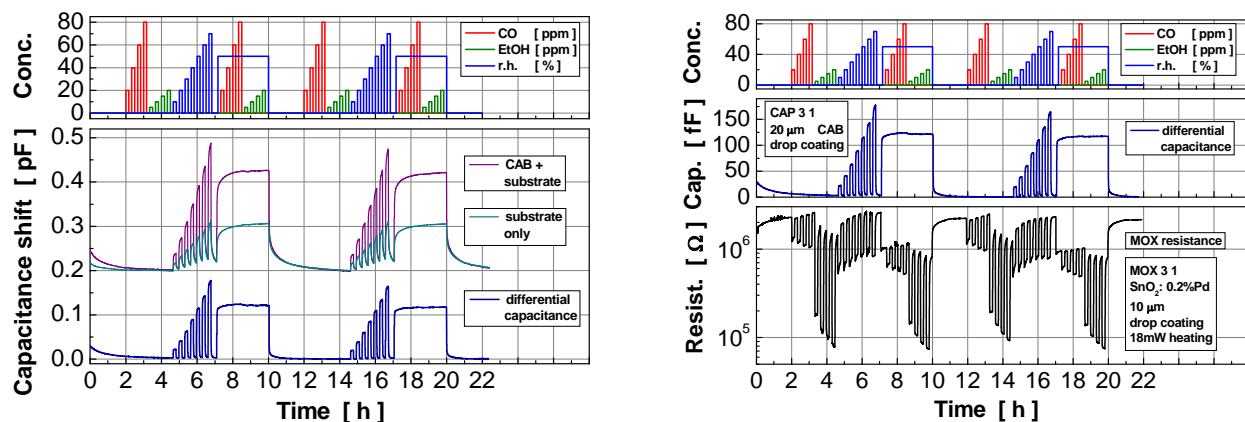 80
60
40
20
0
Conc.
CO [ ppm ]
EtOH [ ppm ]
r.h. [ % ]
0.5
0.4
0.3
0.2
0.1
0.0
Capacitance shift [ pF ]
CAB +
substrate
substrate
only
differential
capacitance
0 2 4 6 8 10 12 14 16 18 20 22
Time [ h ]
80
60
40
20
0
Conc.
CO [ ppm ]
EtOH [ ppm ]
r.h. [ % ]
150
125
100
75
50
25
0
Cap. [ fF ]
CAP 3 1
20 µm CAB
drop coating
differential
capacitance
10⁶
10⁵
Resist. [ Ω ]
MOX resistance
MOX 3 1
SnO₂: 0.2%Pd
10 µm
drop coating
18mW heating
0 2 4 6 8 10 12 14 16 18 20 22
Time [ h ]